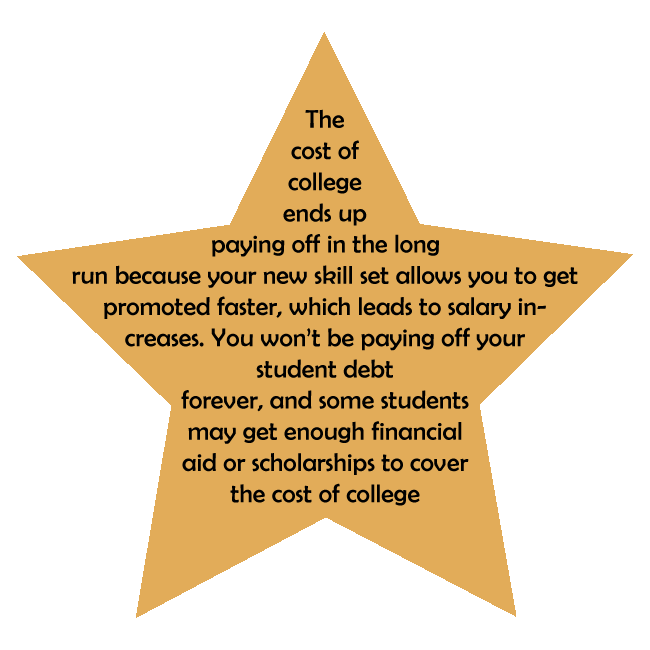 The
cost of
college
ends up
paying off in the long
run because your new skill set allows you to get
promoted faster, which leads to salary in-
creases. You won’t be paying off your
student debt
forever, and some students
may get enough financial
aid or scholarships to cover
the cost of college